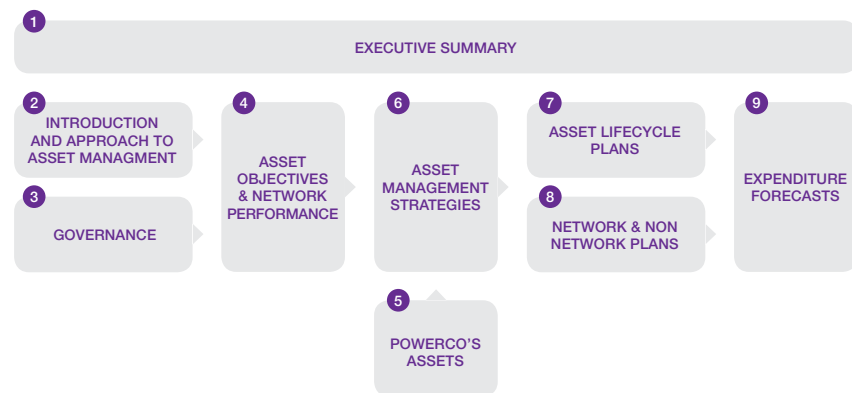 1
EXECUTIVE SUMMARY
2
INTRODUCTION
AND APPROACH TO
ASSET MANAGMENT
3
GOVERNANCE
4
ASSET
OBJECTIVES
& NETWORK
PERFORMANCE
6
ASSET
MANAGEMENT
STRATEGIES
5
POWERCO'S
ASSETS
7
ASSET LIFECYCLE
PLANS
8
NETWORK & NON
NETWORK PLANS
9
EXPENDITURE
FORECASTS